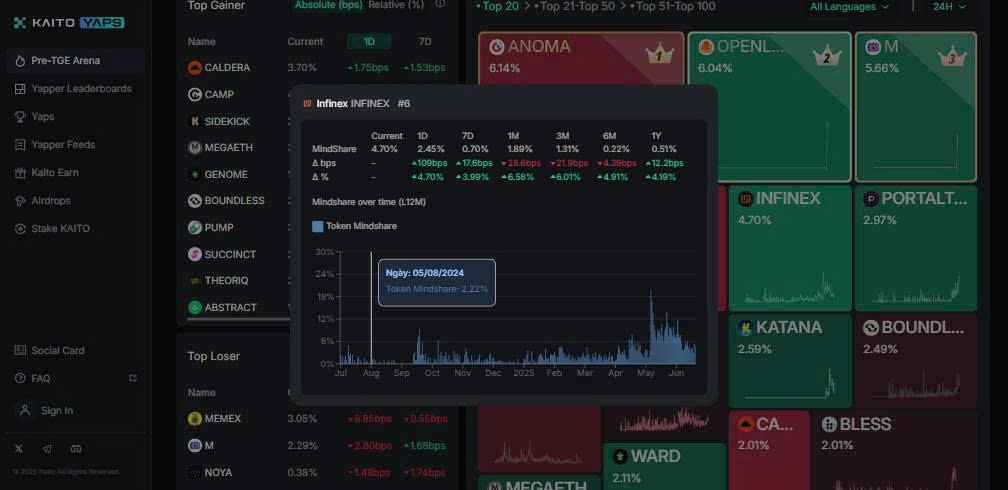 KAITO YAPS
Pre-TGE Arena
Yapper Leaderboards
Yaps
Yapper Feeds
Kaito Earn
Airdrops
Stake KAITO
Social Card
FAQ
Sign In
© 2025 Kaito All Rights Reserved.
Top Gainer Absolute (bps) Relative (%)
Name Current 1D 7D
CALDERA 3.70% 1.75bps 1.53bps
CAMP
SIDEKICK
MEGAETH
GENOME
BOUNDLESS
PUMP
SUCCINCT
THEORIQ
ABSTRACT
Top Loser
Name
MEMEX 3.05% 6.85bps 0.55bps
M 2.29% 2.80bps 1.68bps
NOYA 0.38% 1.48bps 1.74bps
Top 20 > Top 21-Top 50 > Top 51-Top 100
All Languages 24H
ANOMA
6.14%
1
OPENL...
6.04%
2
M
5.66%
3
INFINEX
4.70%
PORTALT...
2.97%
KATANA
2.59%
BOUNDL...
2.49%
CA...
2.01%
BLESS
2.01%
WARD
2.11%
MEGAETH
Infinex INFINEX #6
Current 1D 7D 1M 3M 6M 1Y
MindShare 4.70% 2.45% 0.70% 1.89% 1.31% 0.22% 0.51%
Δ bps - 109bps 17.6bps 28.6bps 21.9bps 4.39bps 12.2bps
Δ % - 4.70% 3.99% 6.58% 6.01% 4.91% 4.19%
Mindshare over time (L12M)
Token Mindshare
30%
24%
18%
12%
6%
0%
Ngày: 05/08/2024
Token Mindshare: 2.22%
Jul Aug Sep Oct Nov Dec 2025 Feb Mar Apr May Jun